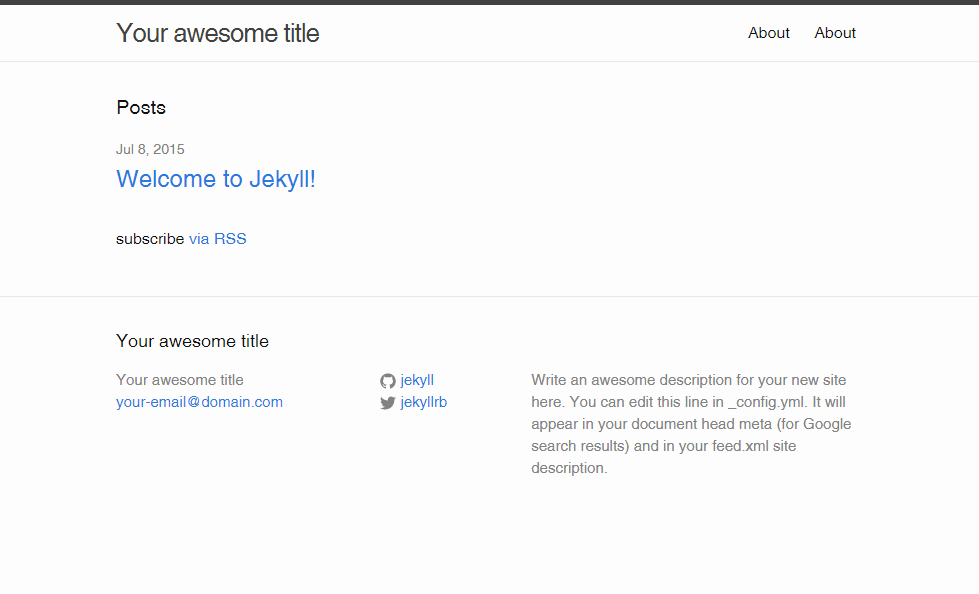 Your awesome title
About About
Posts
Jul 8, 2015
Welcome to Jekyll!
subscribe via RSS
Your awesome title
Your awesome title
your-email@domain.com
jekyll
jekyllrb
Write an awesome description for your new site
here. You can edit this line in _config.yml. It will
appear in your document head meta (for Google
search results) and in your feed.xml site
description.